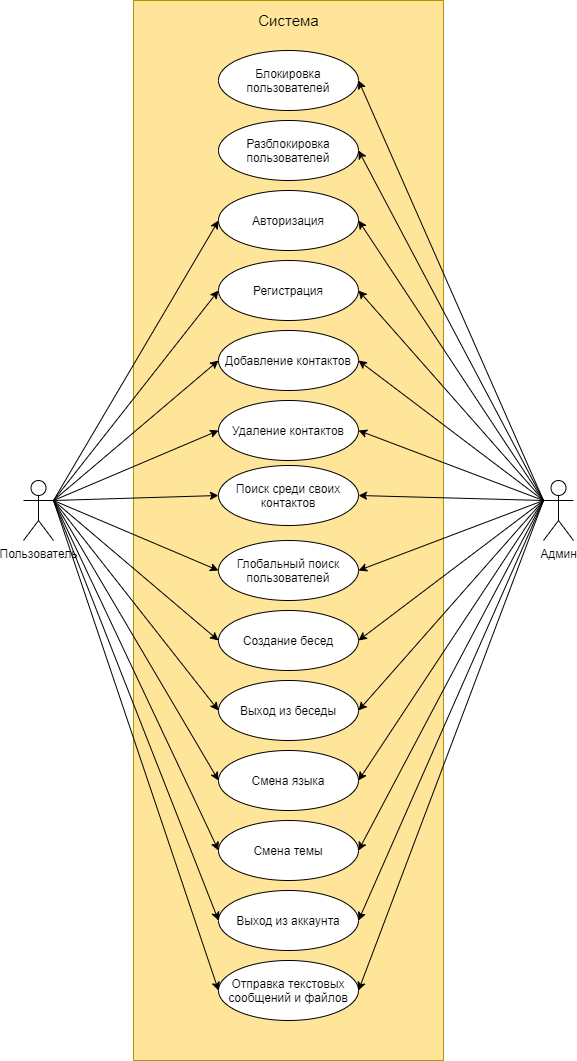 Система
Блокировка
пользователей
Разблокировка
пользователей
Авторизация
Регистрация
Добавление контактов
Удаление контактов
Поиск среди своих
контактов
Глобальный поиск
пользователей
Пользователь
Админ
Создание бесед
Выход из беседы
Смена языка
Смена темы
Выход из аккаунта
Отправка текстовых
сообщений и файлов